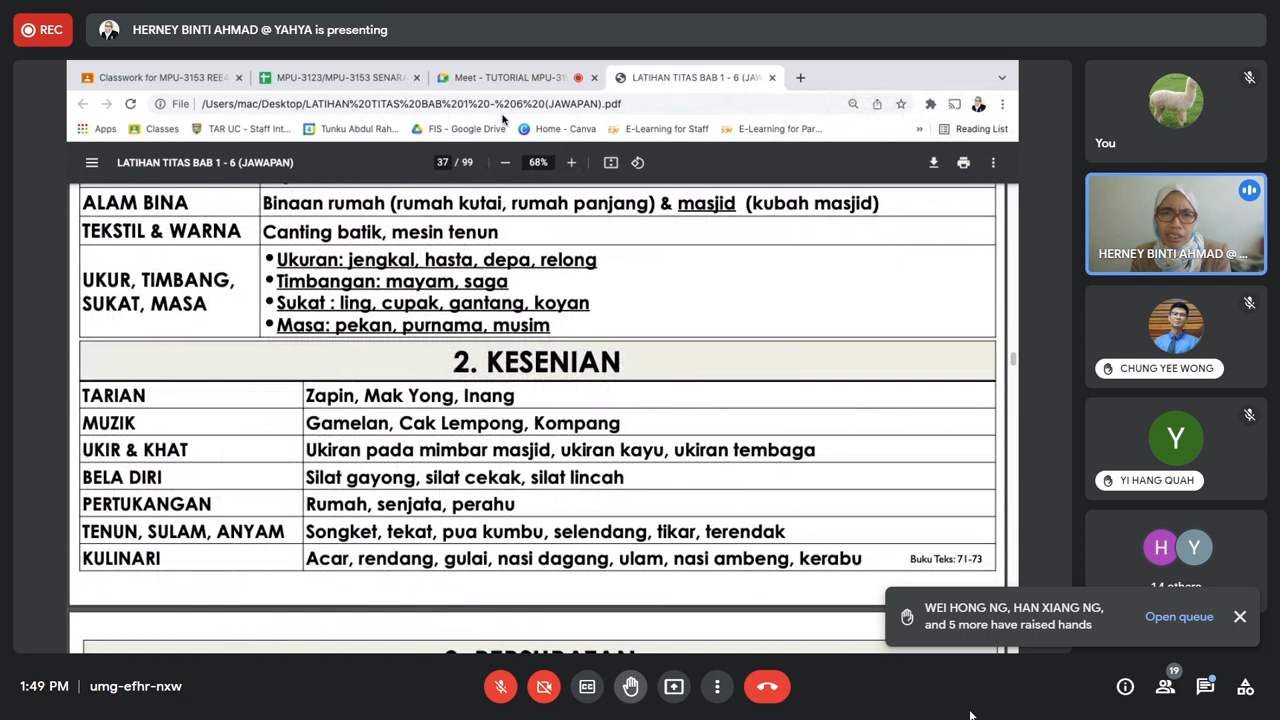 REC
HERNEY BINTI AHMAD @ YAHYA is presenting
Classwork for MPU-3153 REE4
MPU-3123/MPU-3153 SENARA
Meet - TUTORIAL MPU-315
LATIHAN TITAS BAB 1 - 6 (JAWA
File
/Users/mac/Desktop/LATIHAN%20TITAS%20BAB%201%20-%206%20(JAWAPAN).pdf
Apps
Classes
TAR UC - Staf Int...
Tunku Abdul Rah...
FIS - Google Drive
Home - Canva
E-Learning for Staff
E-Learning for Par...
»
Reading List
LATIHAN TITAS BAB 1 - 6 (JAWAPAN)
37 / 99
68%
ALAM BINA
Binaan rumah (rumah kutai, rumah panjang) & masjid (kubah masjid)
TEKSTIL & WARNA
Canting batik, mesin tenun
UKUR, TIMBANG,
SUKAT, MASA
• Ukuran: jengkal, hasta, depa, relong
• Timbangan: mayam, saga
• Sukat : ling, cupak, gantang, koyan
• Masa: pekan, purnama, musim
2. KESENIAN
TARIAN
Zapin, Mak Yong, Inang
MUZIK
Gamelan, Cak Lempong, Kompang
UKIR & KHAT
Ukiran pada mimbar masjid, ukiran kayu, ukiran tembaga
BELA DIRI
Silat gayong, silat cekak, silat lincah
PERTUKANGAN
Rumah, senjata, perahu
TENUN, SULAM, ANYAM
Songket, tekat, pua kumbu, selendang, tikar, terendak
KULINARI
Acar, rendang, gulai, nasi dagang, ulam, nasi ambeng, kerabu
Buku Teks: 71-73
You
HERNEY BINTI AHMAD @ ...
CHUNG YEE WONG
Y
YI HANG QUAH
H
Y
14 others
WEI HONG NG, HAN XIANG NG,
and 5 more have raised hands
Open queue
1:49 PM
umg-efhr-nxw
19